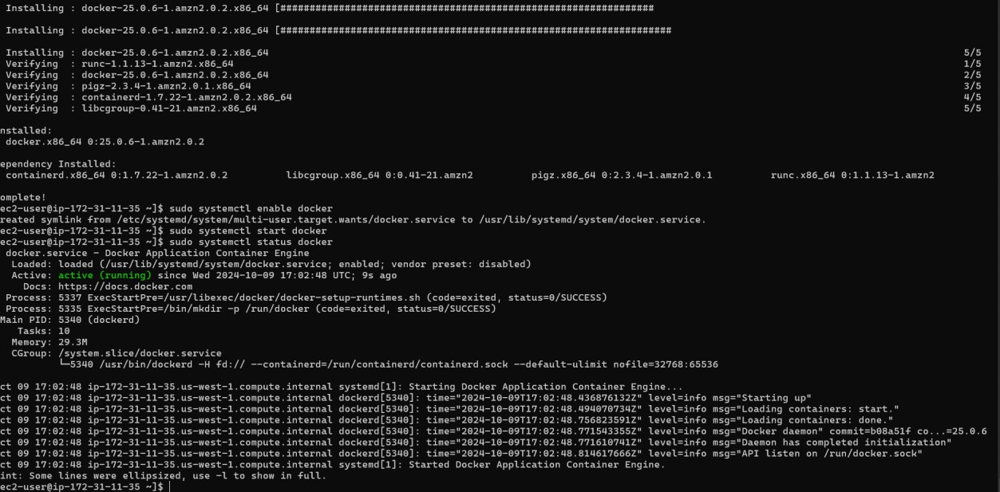 Installing : docker-25.0.6-1.amzn2.0.2.x86_64 [################################################################
Installing : docker-25.0.6-1.amzn2.0.2.x86_64 [###################################################################
Installing : docker-25.0.6-1.amzn2.0.2.x86_64 5/5
Verifying : runc-1.1.13-1.amzn2.x86_64 1/5
Verifying : docker-25.0.6-1.amzn2.0.2.x86_64 2/5
Verifying : pigz-2.3.4-1.amzn2.0.1.x86_64 3/5
Verifying : containerd-1.7.22-1.amzn2.0.2.x86_64 4/5
Verifying : libcgroup-0.41-21.amzn2.x86_64 5/5
nstalled:
docker.x86_64 0:25.0.6-1.amzn2.0.2
ependency Installed:
containerd.x86_64 0:1.7.22-1.amzn2.0.2 libcgroup.x86_64 0:0.41-21.amzn2 pigz.x86_64 0:2.3.4-1.amzn2.0.1 runc.x86_64 0:1.1.13-1.amzn2
omplete!
ec2-user@ip-172-31-11-35 ~]$ sudo systemctl enable docker
reated symlink from /etc/systemd/system/multi-user.target.wants/docker.service to /usr/lib/systemd/system/docker.service.
ec2-user@ip-172-31-11-35 ~]$ sudo systemctl start docker
ec2-user@ip-172-31-11-35 ~]$ sudo systemctl status docker
docker.service - Docker Application Container Engine
Loaded: loaded (/usr/lib/systemd/system/docker.service; enabled; vendor preset: disabled)
Active: active (running) since Wed 2024-10-09 17:02:48 UTC; 9s ago
Docs: https://docs.docker.com
Process: 5337 ExecStartPre=/usr/libexec/docker/docker-setup-runtimes.sh (code=exited, status=0/SUCCESS)
Process: 5335 ExecStartPre=/bin/mkdir -p /run/docker (code=exited, status=0/SUCCESS)
Main PID: 5340 (dockerd)
Tasks: 10
Memory: 29.3M
CGroup: /system.slice/docker.service
└─5340 /usr/bin/dockerd -H fd:// --containerd=/run/containerd/containerd.sock --default-ulimit nofile=32768:65536
ct 09 17:02:48 ip-172-31-11-35.us-west-1.compute.internal systemd[1]: Starting Docker Application Container Engine...
ct 09 17:02:48 ip-172-31-11-35.us-west-1.compute.internal dockerd[5340]: time="2024-10-09T17:02:48.436876132Z" level=info msg="Starting up"
ct 09 17:02:48 ip-172-31-11-35.us-west-1.compute.internal dockerd[5340]: time="2024-10-09T17:02:48.494070734Z" level=info msg="Loading containers: start."
ct 09 17:02:48 ip-172-31-11-35.us-west-1.compute.internal dockerd[5340]: time="2024-10-09T17:02:48.756823591Z" level=info msg="Loading containers: done."
ct 09 17:02:48 ip-172-31-11-35.us-west-1.compute.internal dockerd[5340]: time="2024-10-09T17:02:48.771543355Z" level=info msg="Docker daemon" commit=b08a51f co...=25.0.6
ct 09 17:02:48 ip-172-31-11-35.us-west-1.compute.internal dockerd[5340]: time="2024-10-09T17:02:48.771610741Z" level=info msg="Daemon has completed initialization"
ct 09 17:02:48 ip-172-31-11-35.us-west-1.compute.internal dockerd[5340]: time="2024-10-09T17:02:48.814617666Z" level=info msg="API listen on /run/docker.sock"
ct 09 17:02:48 ip-172-31-11-35.us-west-1.compute.internal systemd[1]: Started Docker Application Container Engine.
int: Some lines were ellipsized, use -l to show in full.
ec2-user@ip-172-31-11-35 ~]$